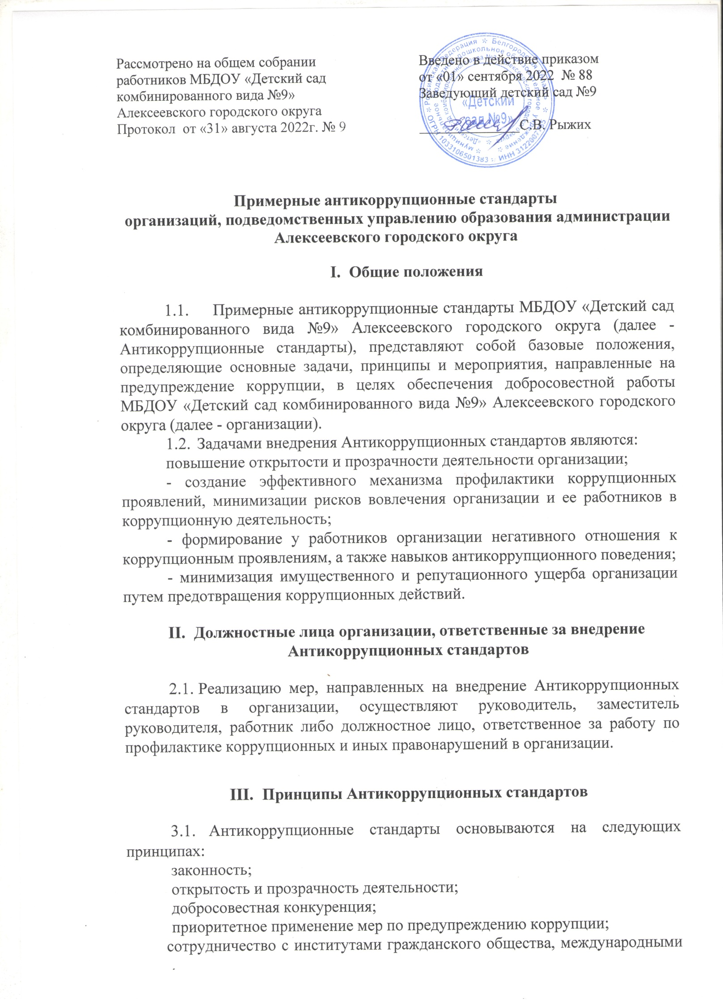 Рассмотрено на общем собрании
работников МБДОУ «Детский сад
комбинированного вида №9»
Алексеевского городского округа
Протокол от «31» августа 2022г. № 9
Введено в действие приказом
от «01» сентября 2022 № 88
Заведующий детский сад №9
С.В. Рыжих
Российская Федерация * Белгородская область *
ОГРН 1033106501383
ИНН
«Детский
сад №9»
Примерные антикоррупционные стандарты
организаций, подведомственных управлению образования администрации
Алексеевского городского округа
I. Общие положения
1.1. Примерные антикоррупционные стандарты МБДОУ «Детский сад
комбинированного вида №9» Алексеевского городского округа (далее -
Антикоррупционные стандарты), представляют собой базовые положения,
определяющие основные задачи, принципы и мероприятия, направленные на
предупреждение коррупции, в целях обеспечения добросовестной работы
МБДОУ «Детский сад комбинированного вида №9» Алексеевского городского
округа (далее - организации).
1.2. Задачами внедрения Антикоррупционных стандартов являются:
повышение открытости и прозрачности деятельности организации;
- создание эффективного механизма профилактики коррупционных
проявлений, минимизации рисков вовлечения организации и ее работников в
коррупционную деятельность;
- формирование у работников организации негативного отношения к
коррупционным проявлениям, а также навыков антикоррупционного поведения;
- минимизация имущественного и репутационного ущерба организации
путем предотвращения коррупционных действий.
II. Должностные лица организации, ответственные за внедрение
Антикоррупционных стандартов
2.1. Реализацию мер, направленных на внедрение Антикоррупционных
стандартов в организации, осуществляют руководитель, заместитель
руководителя, работник либо должностное лицо, ответственное за работу по
профилактике коррупционных и иных правонарушений в организации.
III. Принципы Антикоррупционных стандартов
3.1. Антикоррупционные стандарты основываются на следующих
принципах:
законность;
открытость и прозрачность деятельности;
добросовестная конкуренция;
приоритетное применение мер по предупреждению коррупции;
сотрудничество с институтами гражданского общества, международными